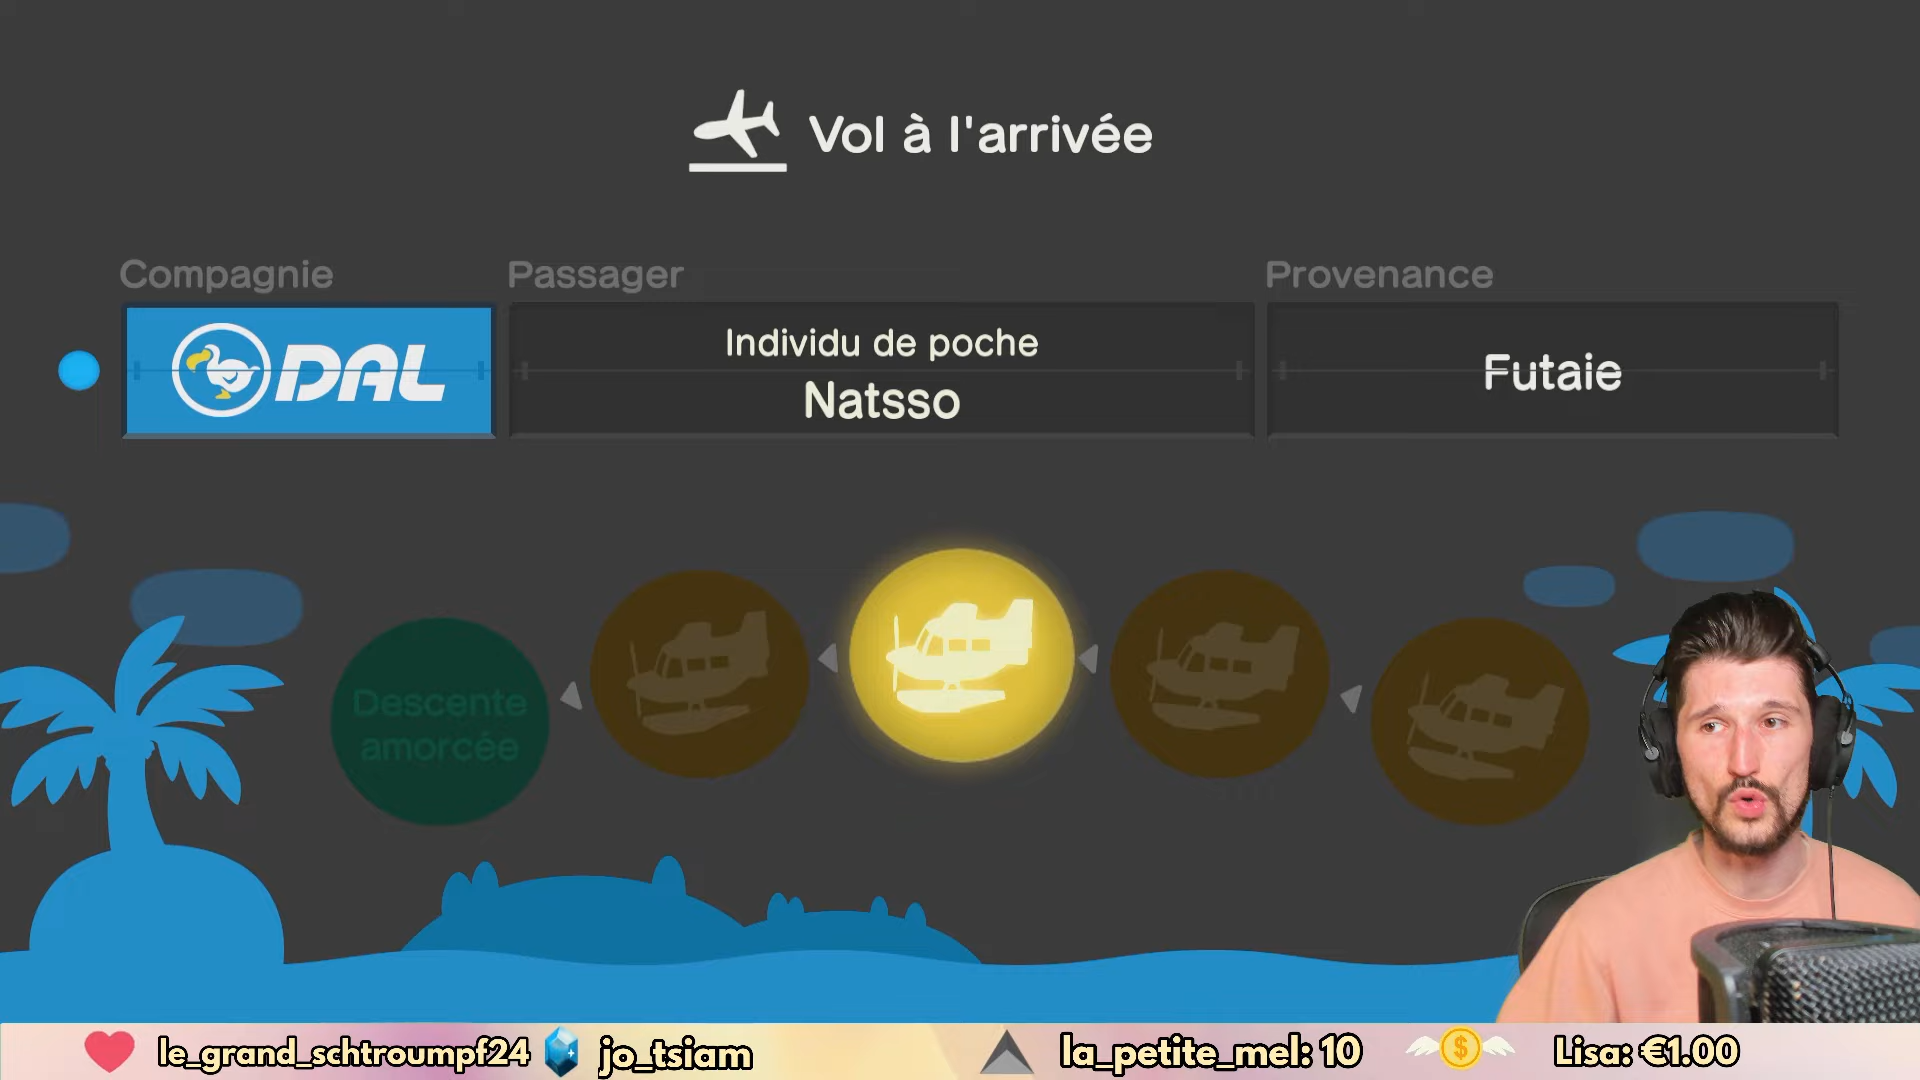 Vol à l'arrivée
Compagnie
Passager
Provenance
DAL
Individu de poche
Natsso
Futaie
Descente
amorcée
le_grand_schtroumpf24
jo_tsiam
la_petite_mel: 10
$
Lisa: €1.00